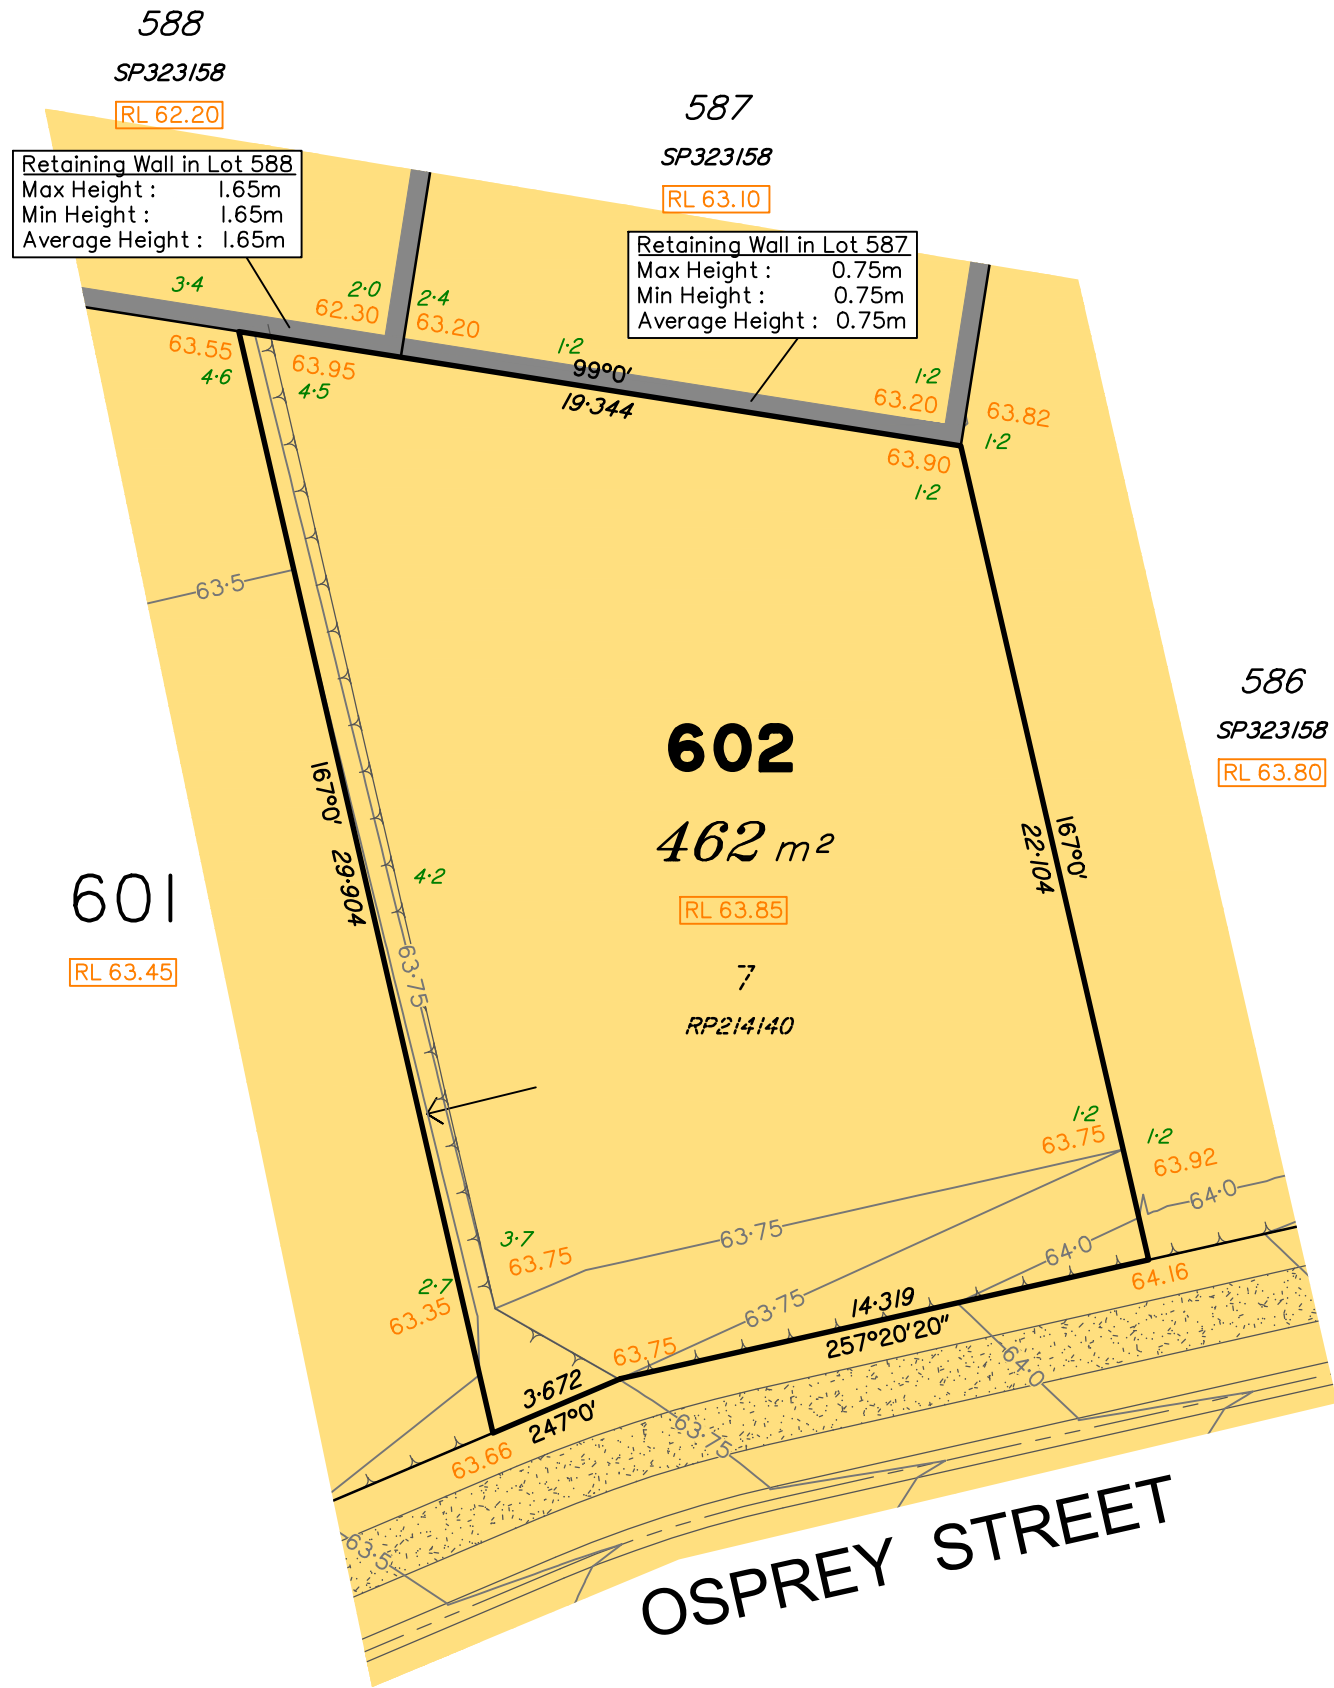 588
SP323158
RL 62.20
587
SP323158
RL 63.10
Retaining Wall in Lot 588
Max Height : 1.65m
Min Height : 1.65m
Average Height : 1.65m
Retaining Wall in Lot 587
Max Height : 0.75m
Min Height : 0.75m
Average Height : 0.75m
3·4
2·0
62.30
2·4
63.20
1·2
99°0'
19·344
1·2
63.20
63.82
1·2
63.55
4·6
63.95
4·5
63.90
1·2
63·5
586
SP323158
RL 63.80
602
462 m²
RL 63.85
7
RP214140
167°0'
29·904
4·2
167°0'
22·104
601
RL 63.45
63·75
1·2
63.75
1·2
63.92
64·0
3·7
63.75
63·75
64·0
2·7
63.35
64.16
63·75
14·319
257°20'20"
63.75
64·0
3·672
247°0'
63·75
63.66
63·5
OSPREY STREET